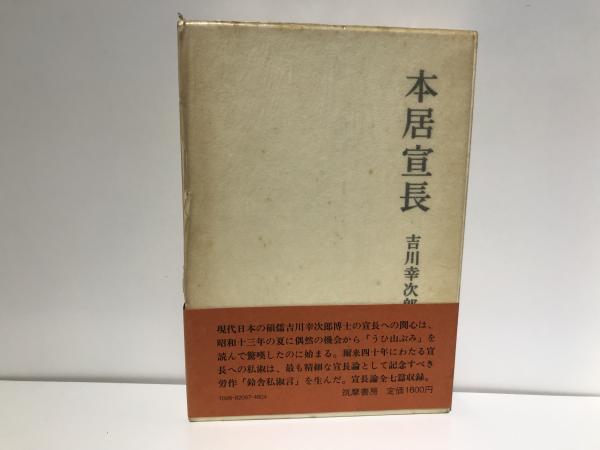 本居宣長
吉川幸次郎
現代日本の碩儒吉川幸次郎博士の宣長への関心は、
昭和十三年の夏に偶然の機会から「うひ山ぶみ」を
読んで驚嘆したのに始まる。爾来四十年にわたる宣
長への私淑は、最も精細な宣長論として記念すべき
労作「鈴舎私淑言」を生んだ。宣長論全七篇収録。
筑摩書房 定価1600円